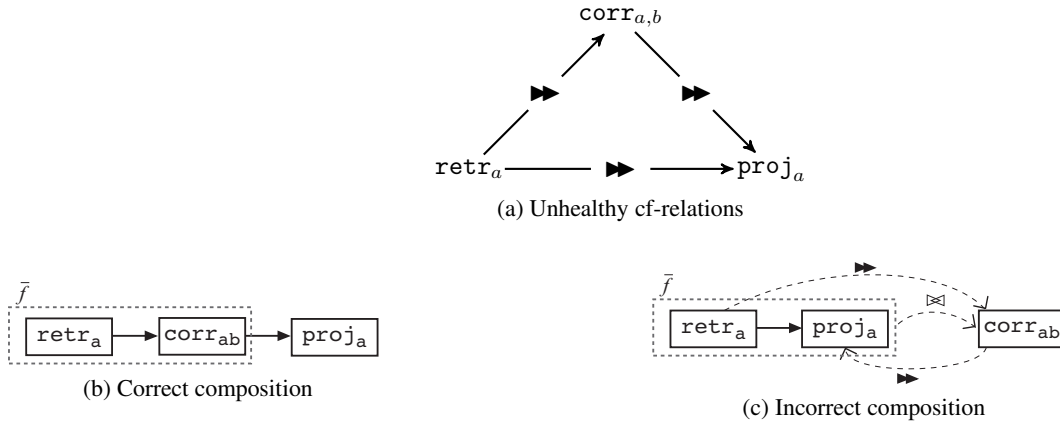 corr_{a,b}
▶▶ ▶▶
retr_a ▶▶ proj_a
(a) Unhealthy cf-relations
f̄
retr_a corr_ab proj_a
(b) Correct composition
▶▶
f̄ ⋈
retr_a proj_a corr_ab
▶▶
(c) Incorrect composition